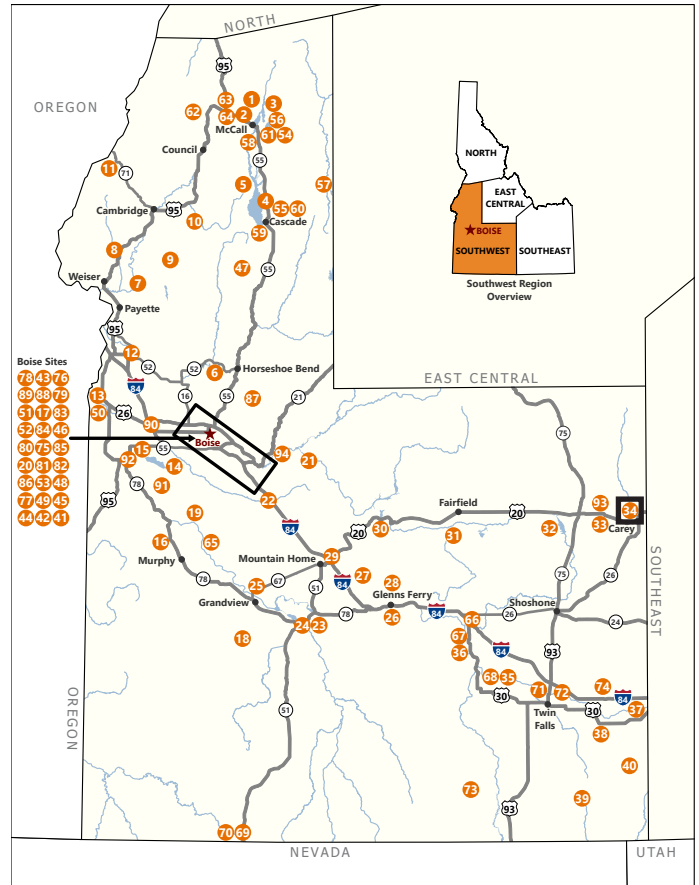 NORTH
OREGON
95
63
1
3
62
64
2
56
McCall
61 54
58
Council
55
11
71
5
57
4
Cambridge
95
55 60
10
Cascade
59
8
9
47
55
Weiser
7
Payette
95
NORTH
EAST
CENTRAL
BOISE
SOUTHWEST
SOUTHEAST
Southwest Region
Overview
Boise Sites
78 43 76
89 88 79
51 17 83
52 84 46
80 75 85
20 81 82
86 53 48
77 49 45
44 42 41
12
52
52
6
Horseshoe Bend
EAST CENTRAL
84
13
16
55
87
21
50
26
90
Boise
75
15
55
94
21
92
14
78
91
95
22
19
Fairfield
20
93
34
84
20
30
31
32
33
Carey
16
65
Murphy
29
Mountain Home
SOUTHEAST
78
67
84
27
75
26
25
51
28
Glenns Ferry
Grandview
78
84
26
Shoshone
24 23
26
66
24
18
67
36
84
93
68 35
OREGON
30
71
72
74
84
51
30
37
Twin
Falls
38
40
73
39
93
70 69
NEVADA
UTAH